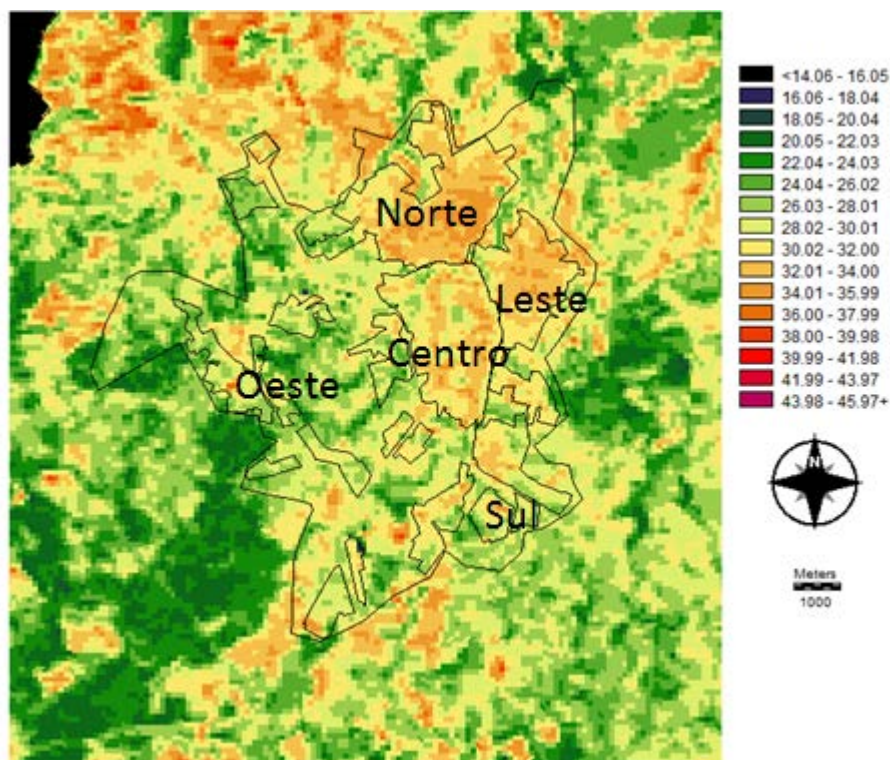 Norte
Leste
Centro
Oeste
Sul
<14.06 - 16.05
16.06 - 18.04
18.05 - 20.04
20.05 - 22.03
22.04 - 24.03
24.04 - 26.02
26.03 - 28.01
28.02 - 30.01
30.02 - 32.00
32.01 - 34.00
34.01 - 35.99
36.00 - 37.99
38.00 - 39.98
39.99 - 41.98
41.99 - 43.97
43.98 - 45.97+
N
Meters
1000